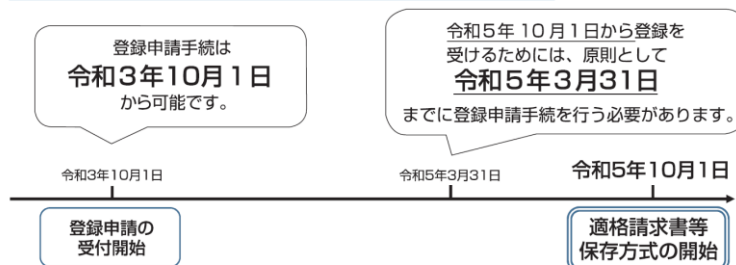 登録申請手続は
令和3年10月1日
から可能です。
令和5年10月1日から登録を
受けるためには、原則として
令和5年3月31日
までに登録申請手続を行う必要があります。
令和3年10月1日
令和5年3月31日
令和5年10月1日
登録申請の
受付開始
適格請求書等
保存方式の開始